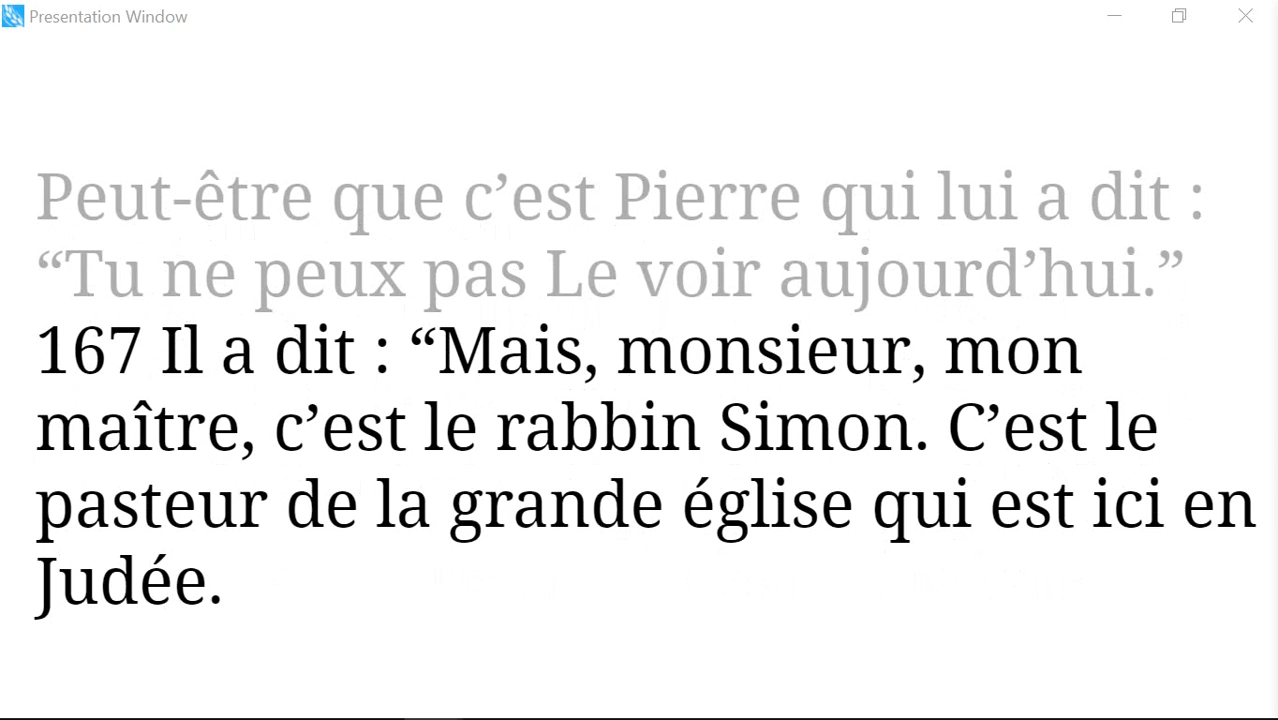 Presentation Window
Peut-être que c’est Pierre qui lui a dit :
“Tu ne peux pas Le voir aujourd’hui.”
167 Il a dit : “Mais, monsieur, mon
maître, c’est le rabbin Simon. C’est le
pasteur de la grande église qui est ici en
Judée.